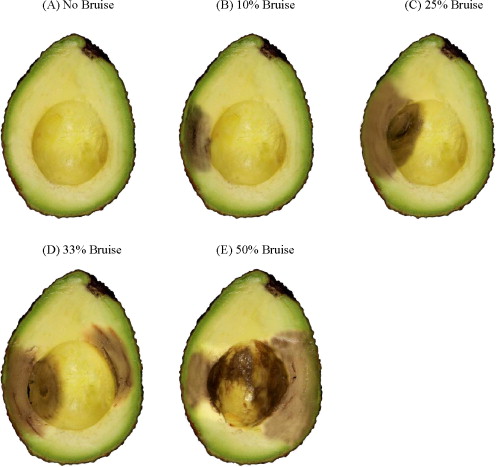 (A) No Bruise
(B) 10% Bruise
(C) 25% Bruise
(D) 33% Bruise
(E) 50% Bruise